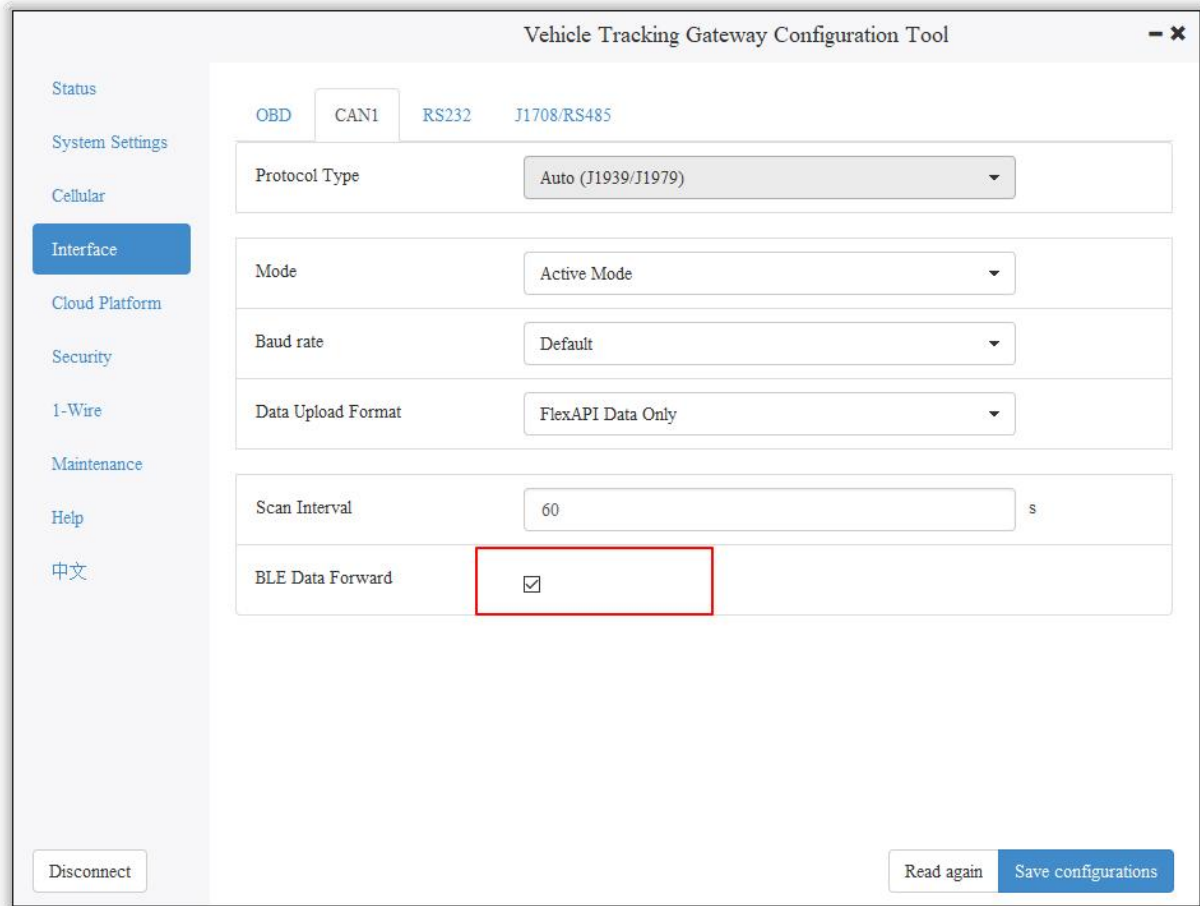 Vehicle Tracking Gateway Configuration Tool
Status
System Settings
Cellular
Interface
Cloud Platform
Security
1-Wire
Maintenance
Help
中文
OBD CAN1 RS232 J1708/RS485
Protocol Type Auto (J1939/J1979)
Mode Active Mode
Baud rate Default
Data Upload Format FlexAPI Data Only
Scan Interval 60 s
BLE Data Forward
Disconnect Read again Save configurations